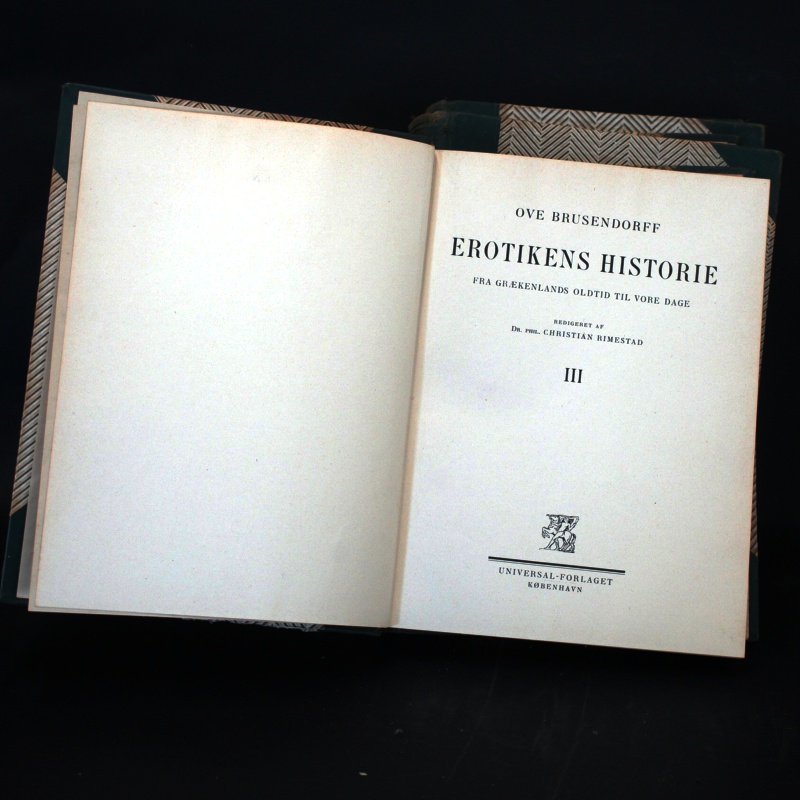 OVE BRUSENDORFF
EROTIKENS HISTORIE
FRA GRÆKENLANDS OLDTID TIL VORE DAGE
REDIGERET AF
DR. PHIL. CHRISTIAN RIMESTAD
III
UNIVERSAL-FORLAGET
KØBENHAVN